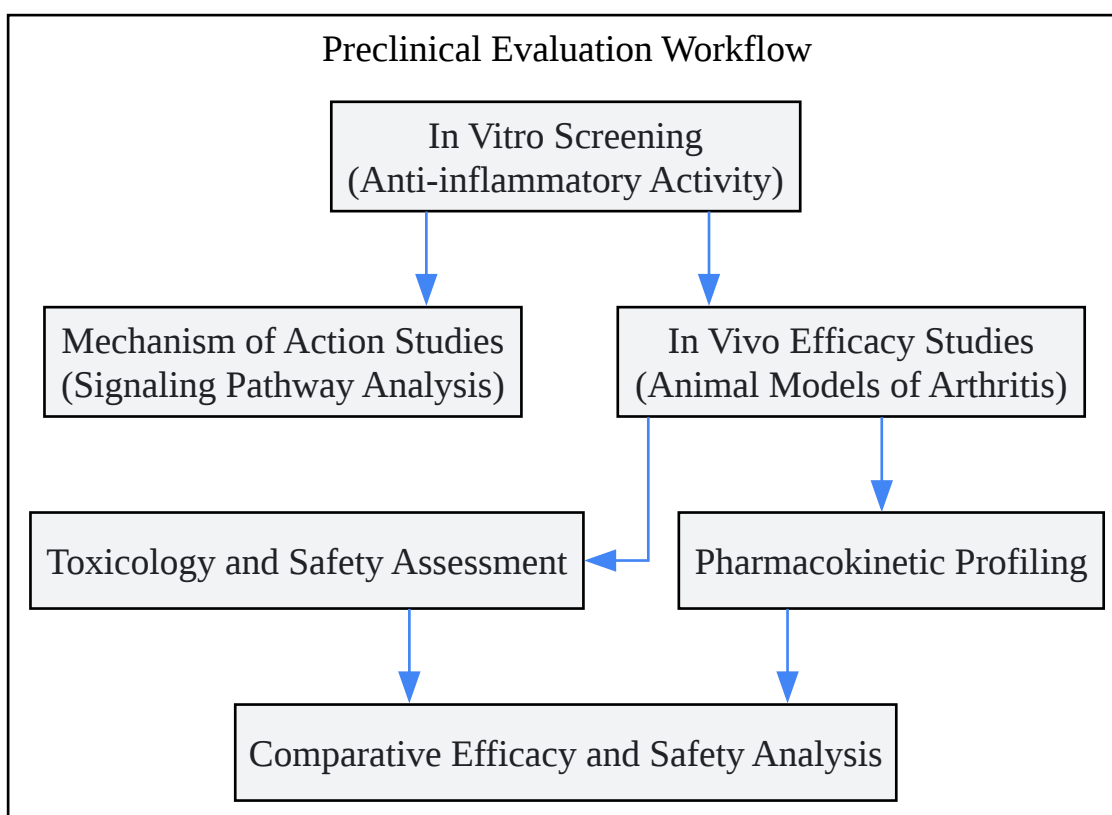 Preclinical Evaluation Workflow
In Vitro Screening
(Anti-inflammatory Activity)
Mechanism of Action Studies
(Signaling Pathway Analysis)
In Vivo Efficacy Studies
(Animal Models of Arthritis)
Toxicology and Safety Assessment
Pharmacokinetic Profiling
Comparative Efficacy and Safety Analysis